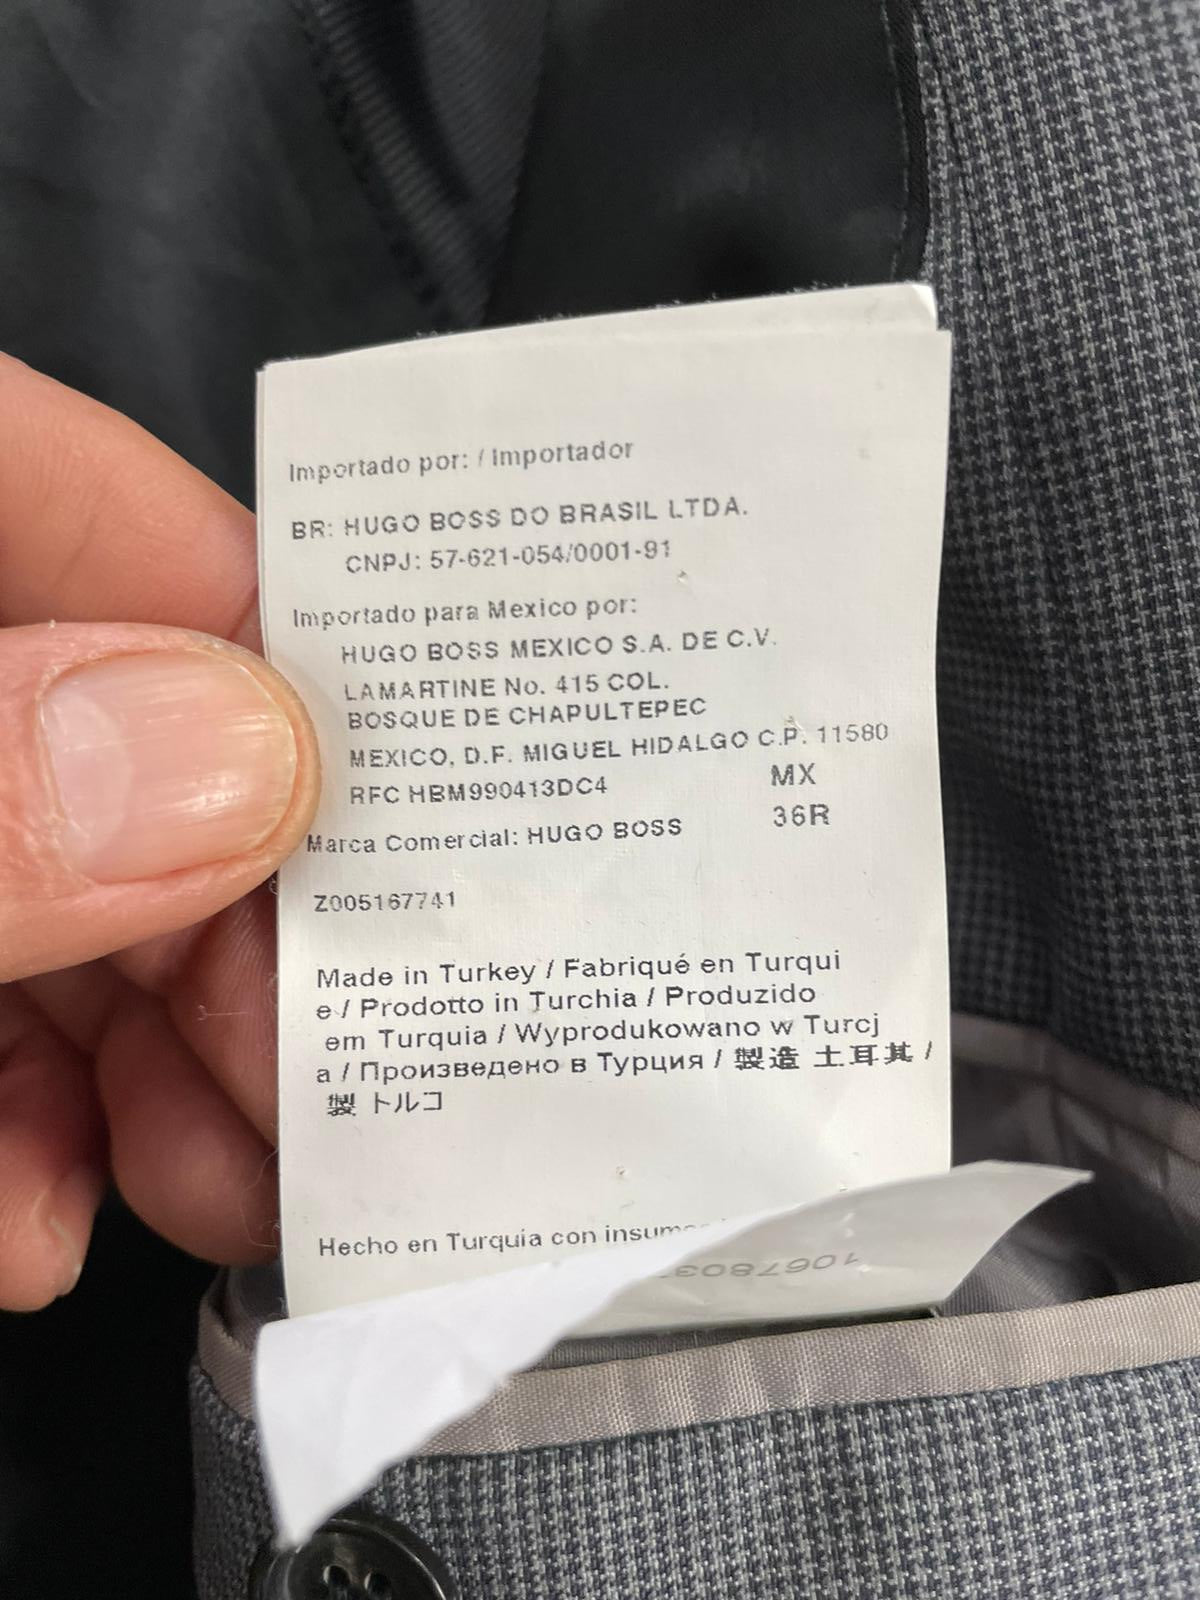 Importado por: / Importador
BR: HUGO BOSS DO BRASIL LTDA.
CNPJ: 57-621-054/0001-91
Importado para Mexico por:
HUGO BOSS MEXICO S.A. DE C.V.
LAMARTINE No. 415 COL.
BOSQUE DE CHAPULTEPEC
MEXICO, D.F. MIGUEL HIDALGO C.P. 11580
RFC HBM990413DC4 MX
Marca Comercial: HUGO BOSS 36R
Z005167741
Made in Turkey / Fabriqué en Turqui
e / Prodotto in Turchia / Produzido
em Turquia / Wyprodukowano w Turcj
a / Произведено в Турция / 製造 土耳其 /
製 トルコ
Hecho en Turquia con